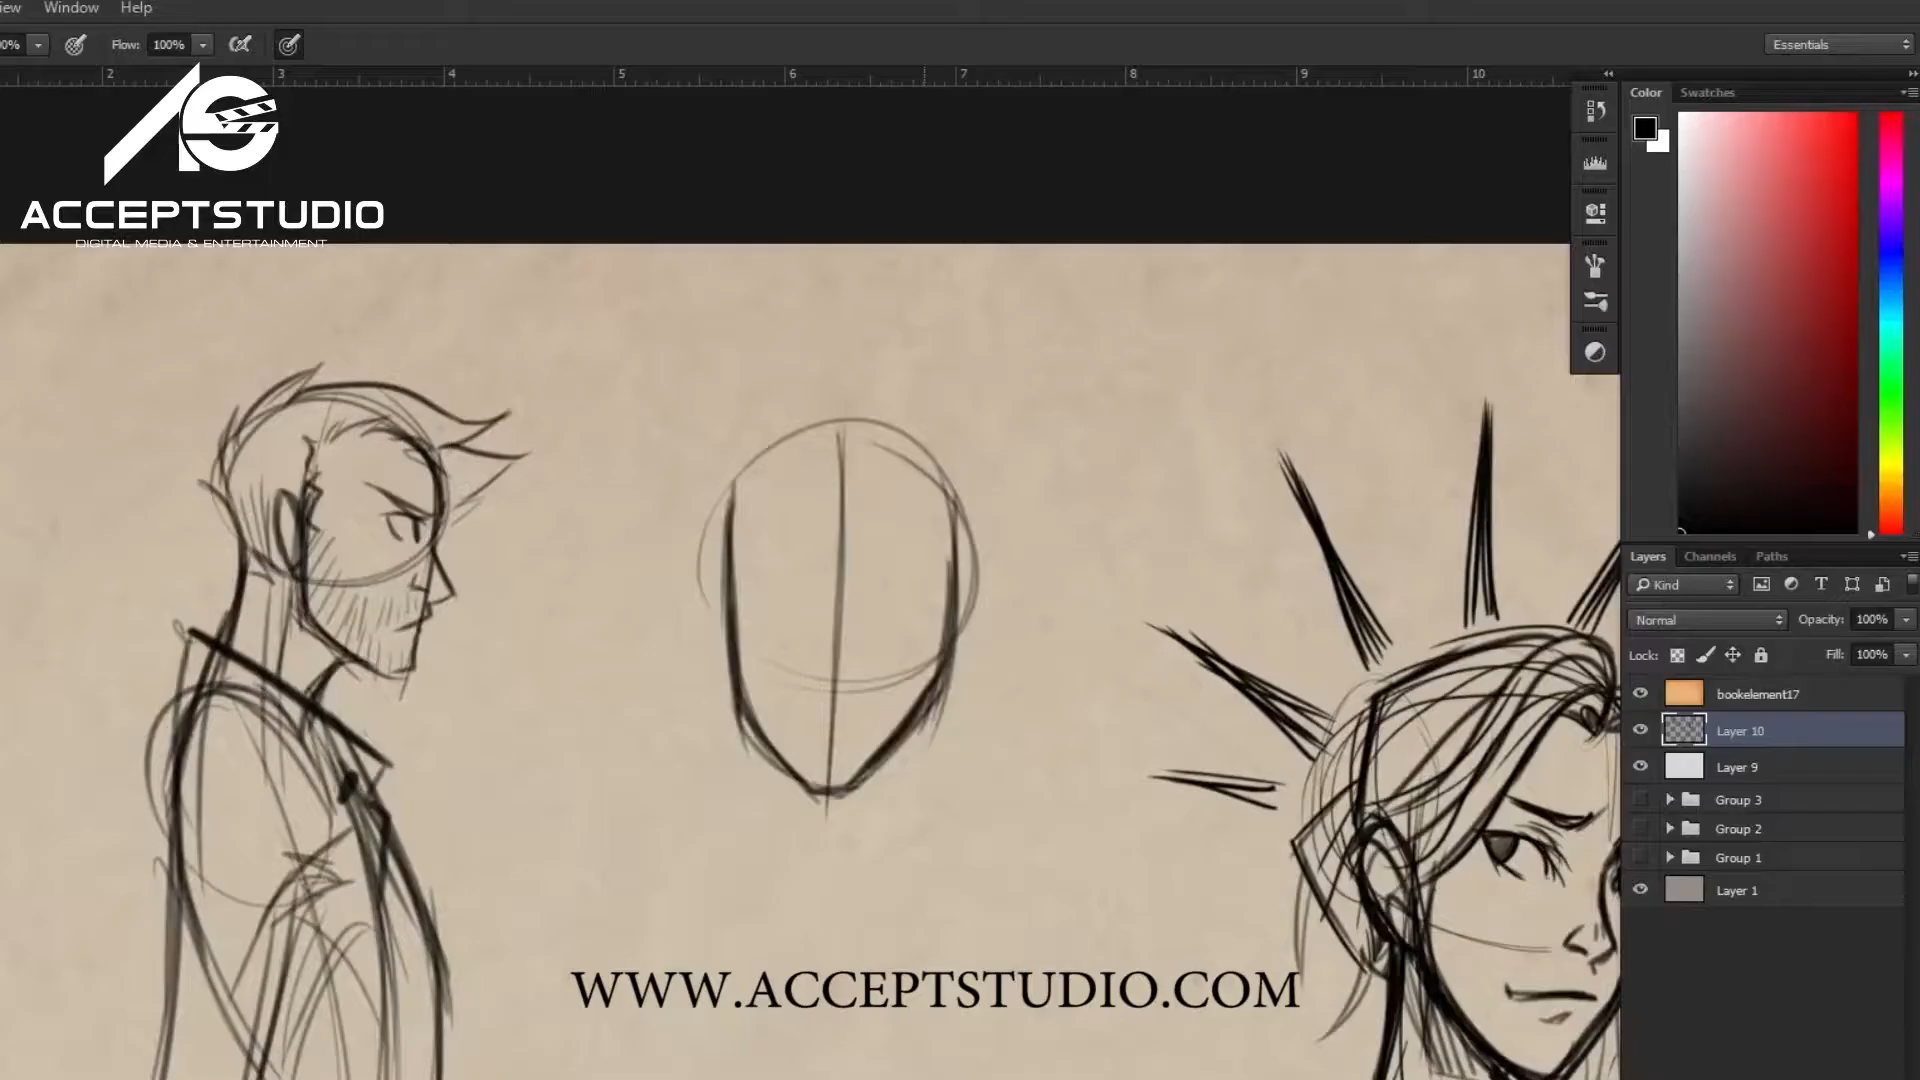 Window Help
Flow: 100%
Essentials
2 3 4 5 6 7 8 9 10
Color Swatches
ACCEPTSTUDIO
DIGITAL MEDIA & ENTERTAINMENT
Layers Channels Paths
Kind
Normal Opacity: 100%
Lock: Fill: 100%
bookelement17
Layer 10
Layer 9
Group 3
Group 2
Group 1
Layer 1
WWW.ACCEPTSTUDIO.COM